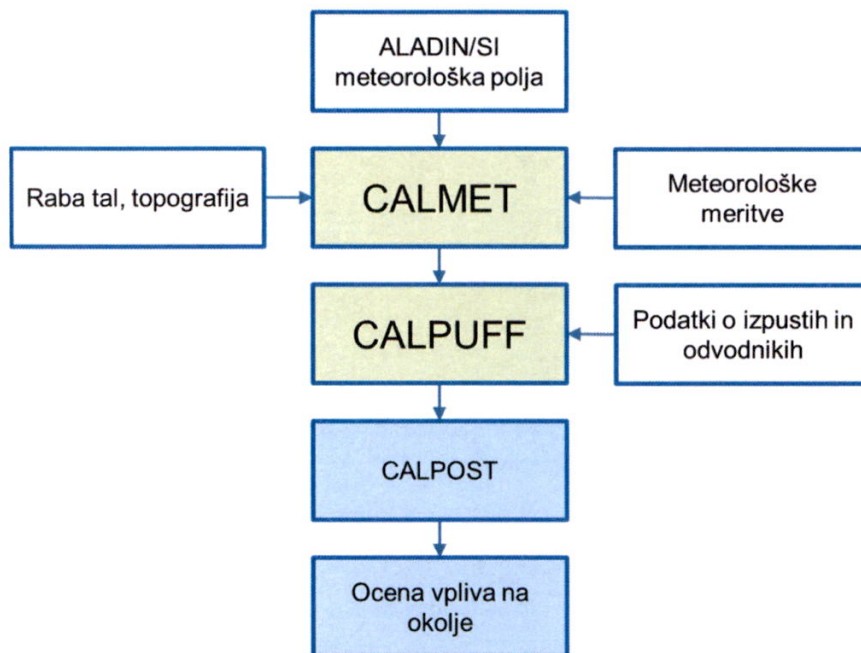 ALADIN/SI
meteorološka polja
Raba tal, topografija
CALMET
Meteorološke
meritve
CALPUFF
Podatki o izpustih in
odvodnikih
CALPOST
Ocena vpliva na
okolje